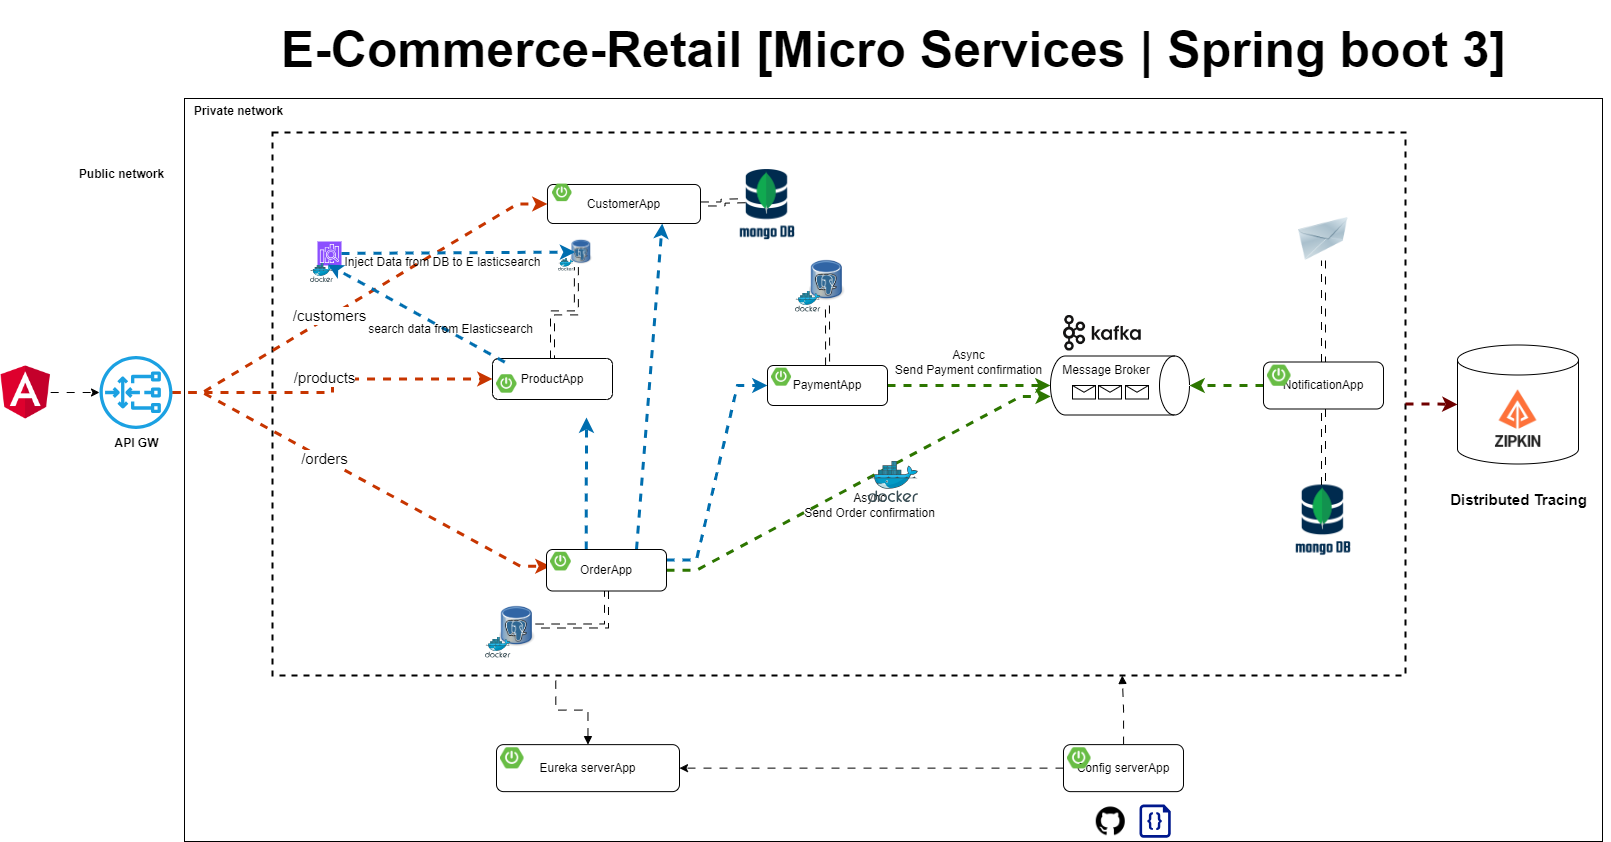 E-Commerce-Retail [Micro Services | Spring boot 3]
Private network
Public network
CustomerApp
mongo DB
Inject Data from DB to E lasticsearch
docker
docker
/customers
search data from Elasticsearch
docker
kafka
/products
ProductApp
PaymentApp
Async
Send Payment confirmation
Message Broker
NotificationApp
API GW
ZIPKIN
/orders
docker
Async
Send Order confirmation
Distributed Tracing
mongo DB
OrderApp
docker
Eureka serverApp
Config serverApp
{}